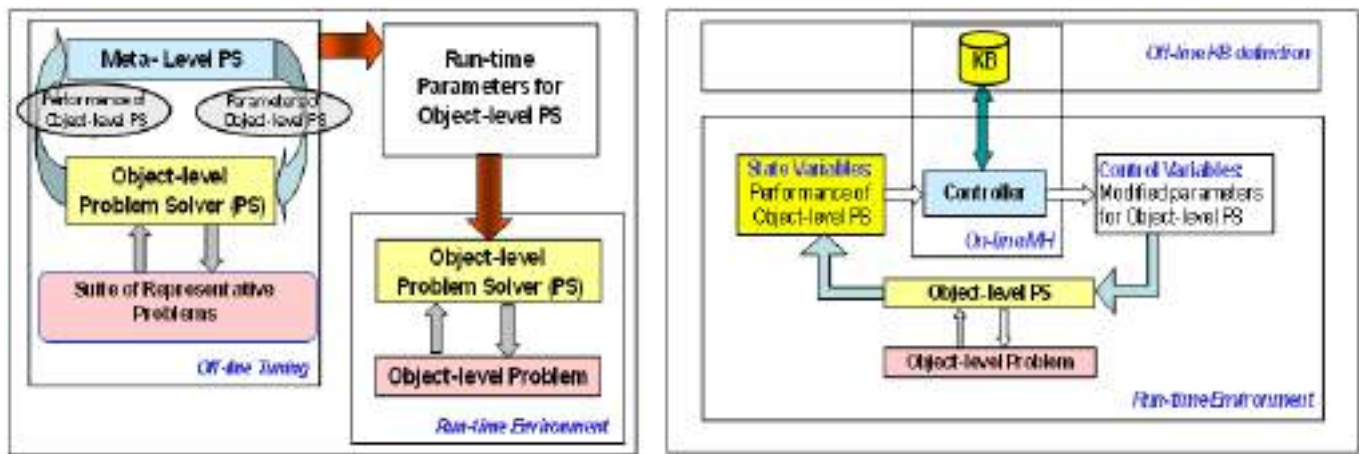 Meta- Level PS
Performance of
Object-level PS
Parameters of
Object-level PS
Object-level
Problem Solver (PS)
Suite of Representative
Problems
Off-line Tuning
Run-time
Parameters for
Object-level PS
Object-level
Problem Solver (PS)
Object-level Problem
Run-time Environment
KB
Off-line KB definition
State Variables:
Performance of
Object-level PS
Controller
Control Variables:
Modified parameters
for Object-level PS
On-line MH
Object-level PS
Object-level Problem
Run-time Environment